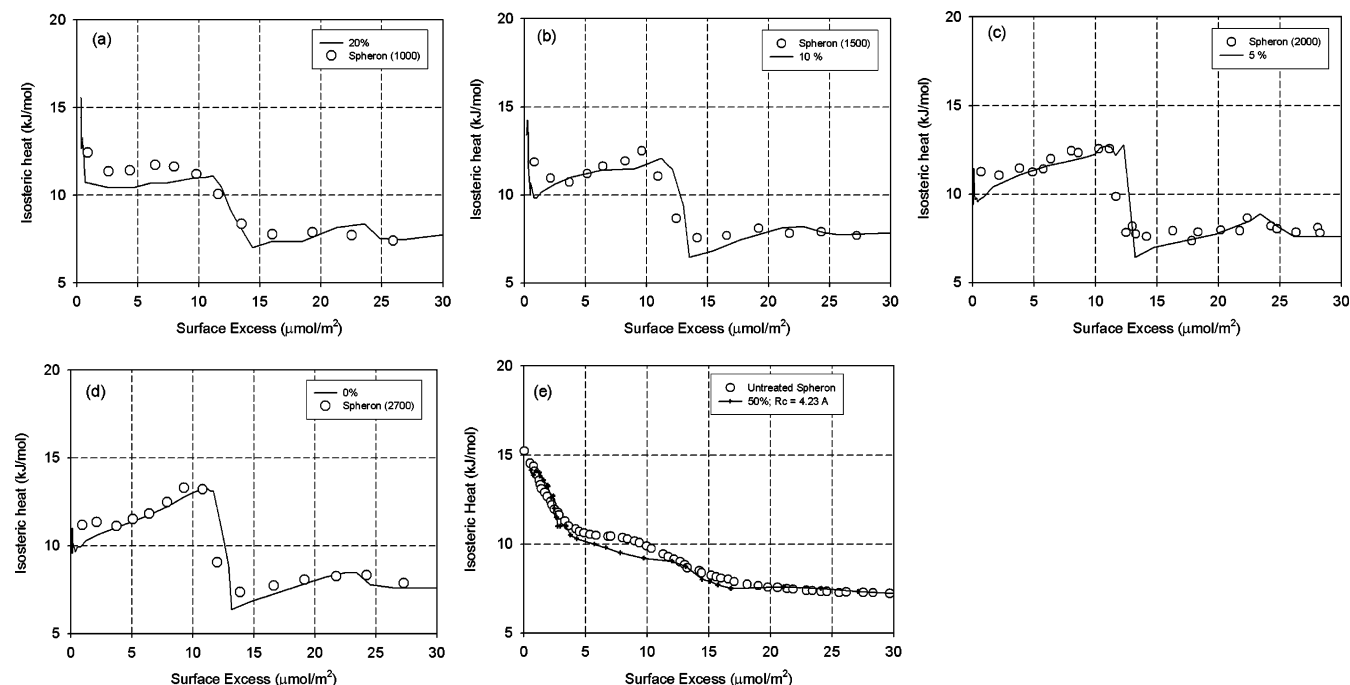 (a)
20%
Spheron (1000)
20
15
10
5
0 5 10 15 20 25 30
Isosteric heat (kJ/mol)
Surface Excess (μmol/m²)
(b)
Spheron (1500)
10 %
20
15
10
5
0 5 10 15 20 25 30
Isosteric heat (kJ/mol)
Surface Excess (μmol/m²)
(c)
Spheron (2000)
5 %
20
15
10
5
0 5 10 15 20 25 30
Isosteric heat (kJ/mol)
Surface Excess (μmol/m²)
(d)
0%
Spheron (2700)
20
15
10
5
0 5 10 15 20 25 30
Isosteric heat (kJ/mol)
Surface Excess (μmol/m²)
(e)
Untreated Spheron
50%; Rc = 4.23 A
20
15
10
5
0 5 10 15 20 25 30
Isosteric Heat (kJ/mol)
Surface Excess (μmol/m²)